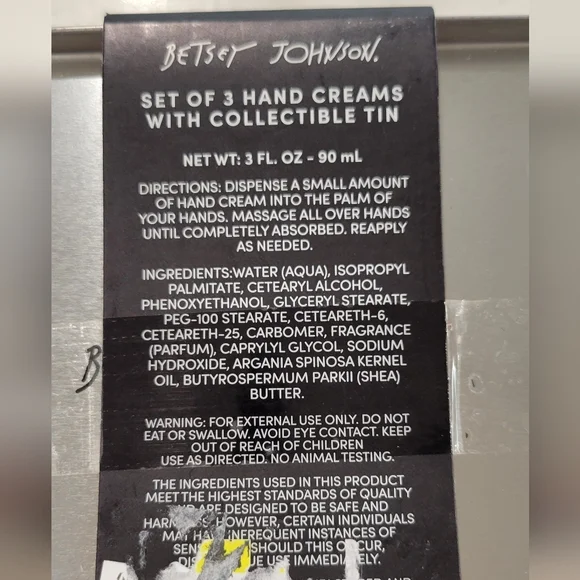 BETSEY JOHNSON.
SET OF 3 HAND CREAMS
WITH COLLECTIBLE TIN
NET WT: 3 FL. OZ - 90 mL
DIRECTIONS: DISPENSE A SMALL AMOUNT
OF HAND CREAM INTO THE PALM OF
YOUR HANDS. MASSAGE ALL OVER HANDS
UNTIL COMPLETELY ABSORBED. REAPPLY
AS NEEDED.
INGREDIENTS:WATER (AQUA), ISOPROPYL
PALMITATE, CETEARYL ALCOHOL,
PHENOXYETHANOL, GLYCERYL STEARATE,
PEG-100 STEARATE, CETEARETH-6,
CETEARETH-25, CARBOMER, FRAGRANCE
(PARFUM), CAPRYLYL GLYCOL, SODIUM
HYDROXIDE, ARGANIA SPINOSA KERNEL
OIL, BUTYROSPERMUM PARKII (SHEA)
BUTTER.
B
WARNING: FOR EXTERNAL USE ONLY. DO NOT
EAT OR SWALLOW. AVOID EYE CONTACT. KEEP
OUT OF REACH OF CHILDREN
USE AS DIRECTED. NO ANIMAL TESTING.
THE INGREDIENTS USED IN THIS PRODUCT
MEET THE HIGHEST STANDARDS OF QUALITY
ARE DESIGNED TO BE SAFE AND
HOWEVER, CERTAIN INDIVIDUALS
MAY INFREQUENT INSTANCES OF
SHOULD THIS OCCUR,
USE IMMEDIATELY.